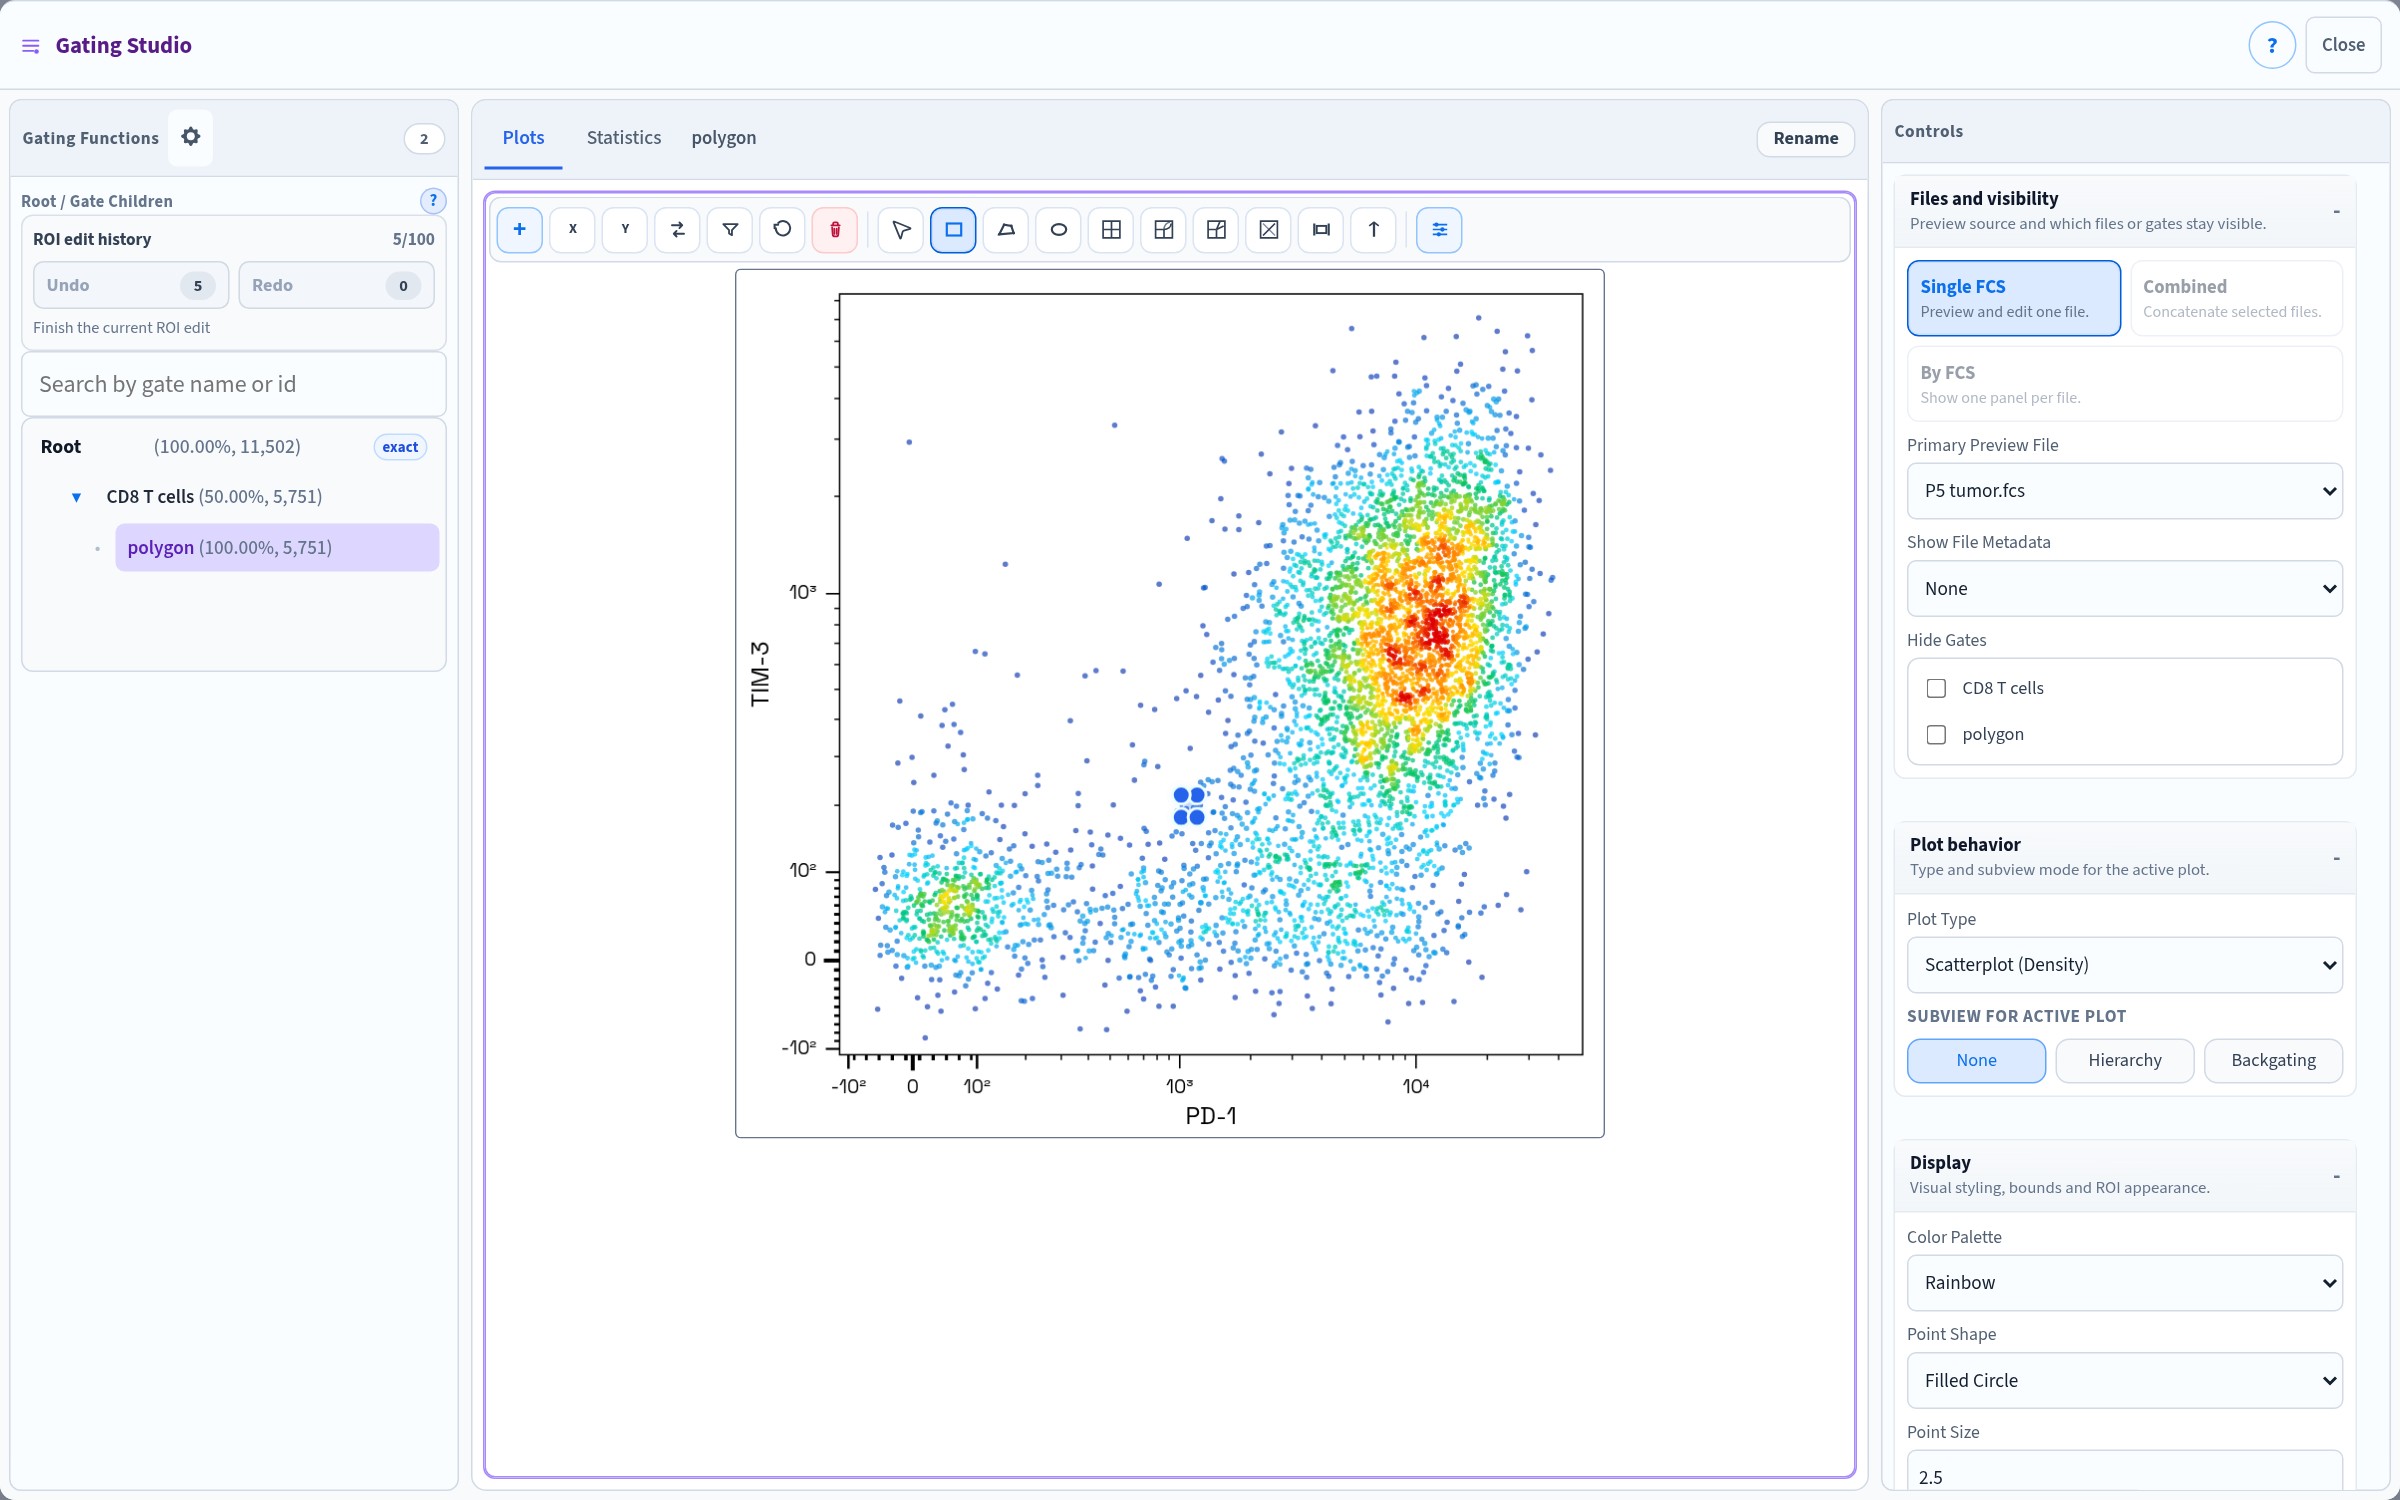 Gating Studio
?
Close
Gating Functions
2
Root / Gate Children
?
ROI edit history
5/100
Undo
5
Redo
0
Finish the current ROI edit
Search by gate name or id
Root
(100.00%, 11,502)
exact
CD8 T cells (50.00%, 5,751)
polygon (100.00%, 5,751)
Plots
Statistics
polygon
Rename
+
X
Y
TIM-3
10³
10²
0
-10²
-10²
0
10²
10³
10⁴
PD-1
Controls
Files and visibility
Preview source and which files or gates stay visible.
-
Single FCS
Preview and edit one file.
Combined
Concatenate selected files.
By FCS
Show one panel per file.
Primary Preview File
P5 tumor.fcs
Show File Metadata
None
Hide Gates
CD8 T cells
polygon
Plot behavior
Type and subview mode for the active plot.
-
Plot Type
Scatterplot (Density)
SUBVIEW FOR ACTIVE PLOT
None
Hierarchy
Backgating
Display
Visual styling, bounds and ROI appearance.
-
Color Palette
Rainbow
Point Shape
Filled Circle
Point Size
2.5